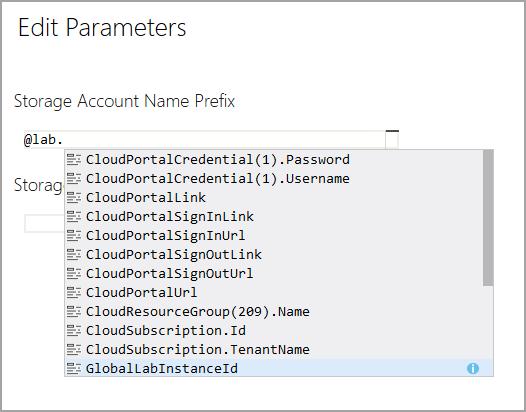 Edit Parameters
Storage Account Name Prefix
@lab.
CloudPortalCredential(1).Password
CloudPortalCredential(1).Username
Storag
CloudPortalLink
CloudPortalSignInLink
CloudPortalSignInUrl
CloudPortalSignOutLink
CloudPortalSignOutUrl
CloudPortalUrl
CloudResourceGroup(209).Name
CloudSubscription.Id
CloudSubscription.TenantName
GlobalLabInstanceId